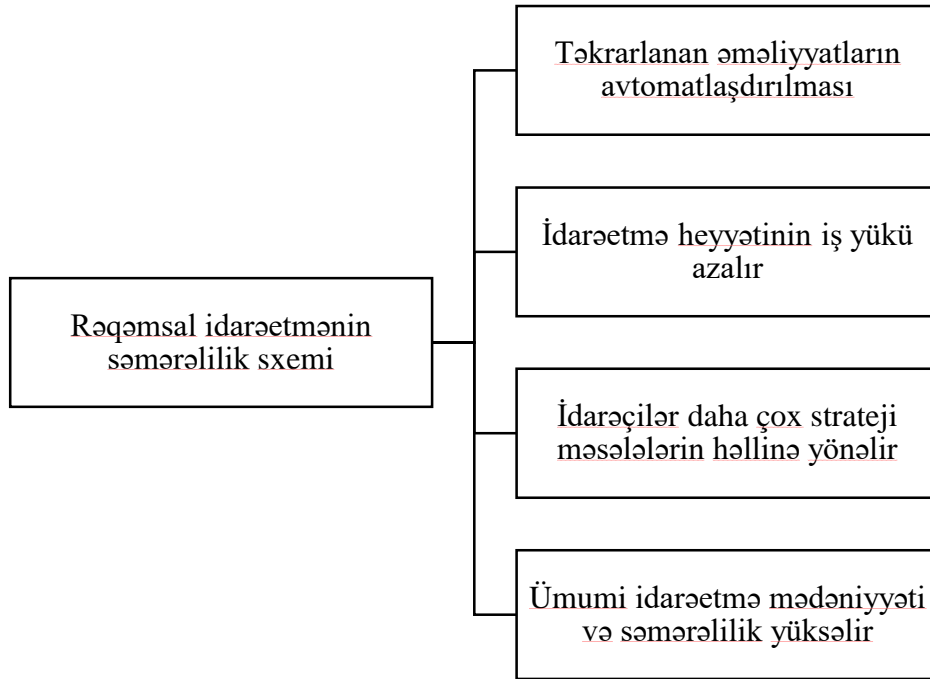 Rəqəmsal idarəetmənin
səmərəlilik sxemi
Təkrarlanan əməliyyatların
avtomatlaşdırılması
İdarəetmə heyyətinin iş yükü
azalır
İdarəçilər daha çox strateji
məsələlərin həllinə yönəlir
Ümumi idarəetmə mədəniyyəti
və səmərəlilik yüksəlir